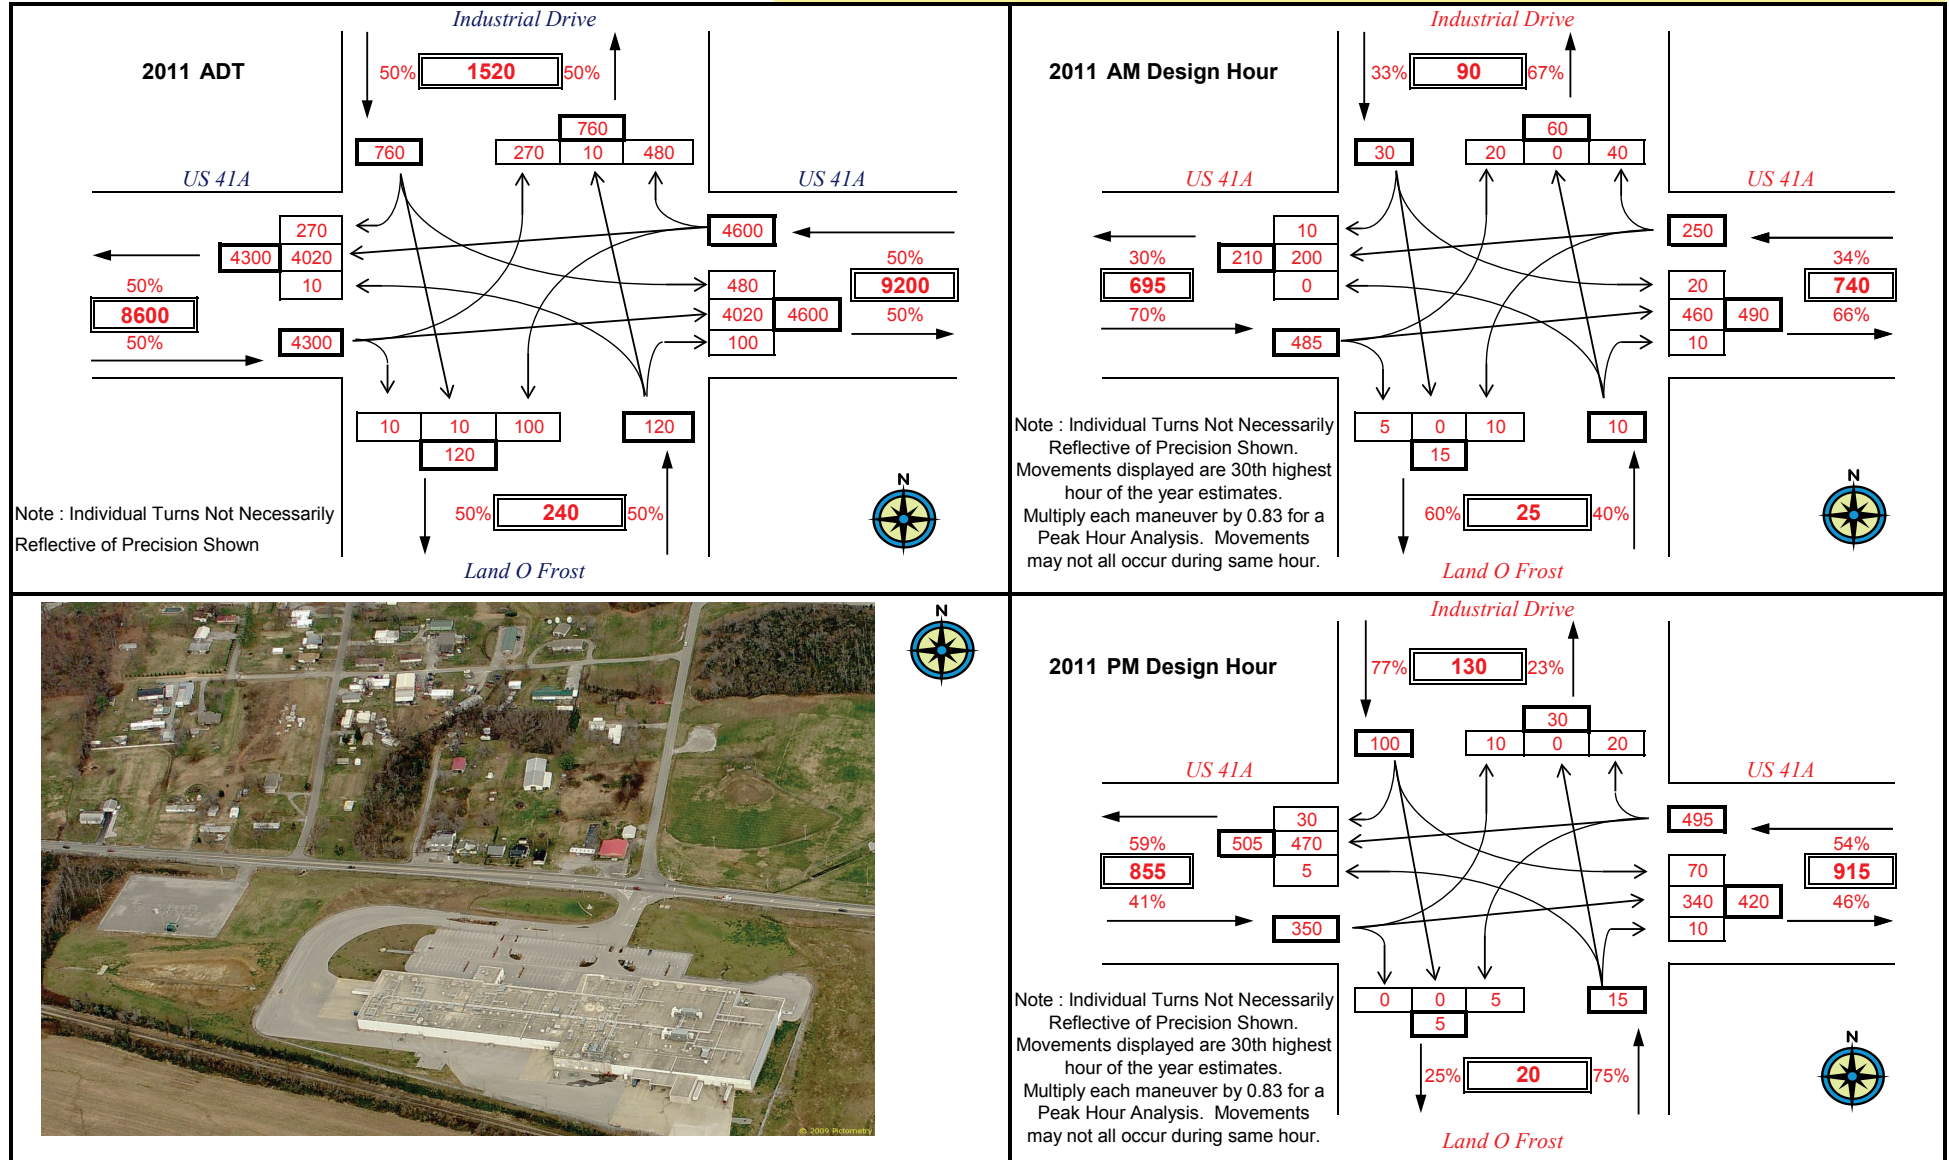 Industrial Drive
2011 ADT
50% 1520 50%
760
760 270 10 480
US 41A US 41A
270
4600
4300 4020
50%
10
480
9200
50%
8600
4020 4600
50%
50%
4300
100
10 10 100 120
120
N
50% 240 50%
Note : Individual Turns Not Necessarily
Reflective of Precision Shown
Land O Frost
Industrial Drive
2011 AM Design Hour
33% 90 67%
60
30 20 0 40
US 41A US 41A
10
250
30%
210 200
34%
695
0
20
740
70%
460 490
66%
485
10
5 0 10 10
15
Note : Individual Turns Not Necessarily
Reflective of Precision Shown.
Movements displayed are 30th highest
hour of the year estimates.
Multiply each maneuver by 0.83 for a
Peak Hour Analysis. Movements
may not all occur during same hour.
60% 25 40%
N
Land O Frost
N
© 2009 Pictometry
Industrial Drive
2011 PM Design Hour
77% 130 23%
30
100 10 0 20
US 41A US 41A
30
495
59%
505 470
54%
855
5
70
915
41%
340 420
46%
350
10
0 0 5 15
5
Note : Individual Turns Not Necessarily
Reflective of Precision Shown.
Movements displayed are 30th highest
hour of the year estimates.
Multiply each maneuver by 0.83 for a
Peak Hour Analysis. Movements
may not all occur during same hour.
25% 20 75%
N
Land O Frost